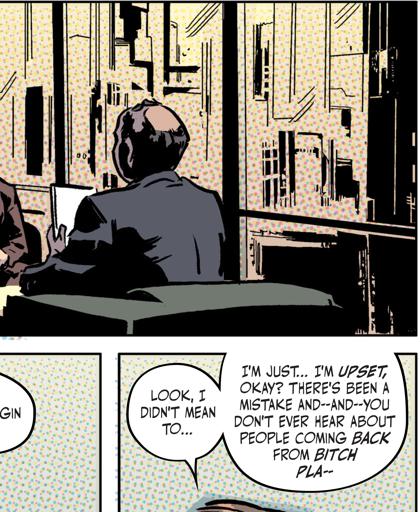 GIN
LOOK, I
DIDN'T MEAN
TO...
I'M JUST... I'M UPSET,
OKAY? THERE'S BEEN A
MISTAKE AND--AND--YOU
DON'T EVER HEAR ABOUT
PEOPLE COMING BACK
FROM BITCH
PLA--